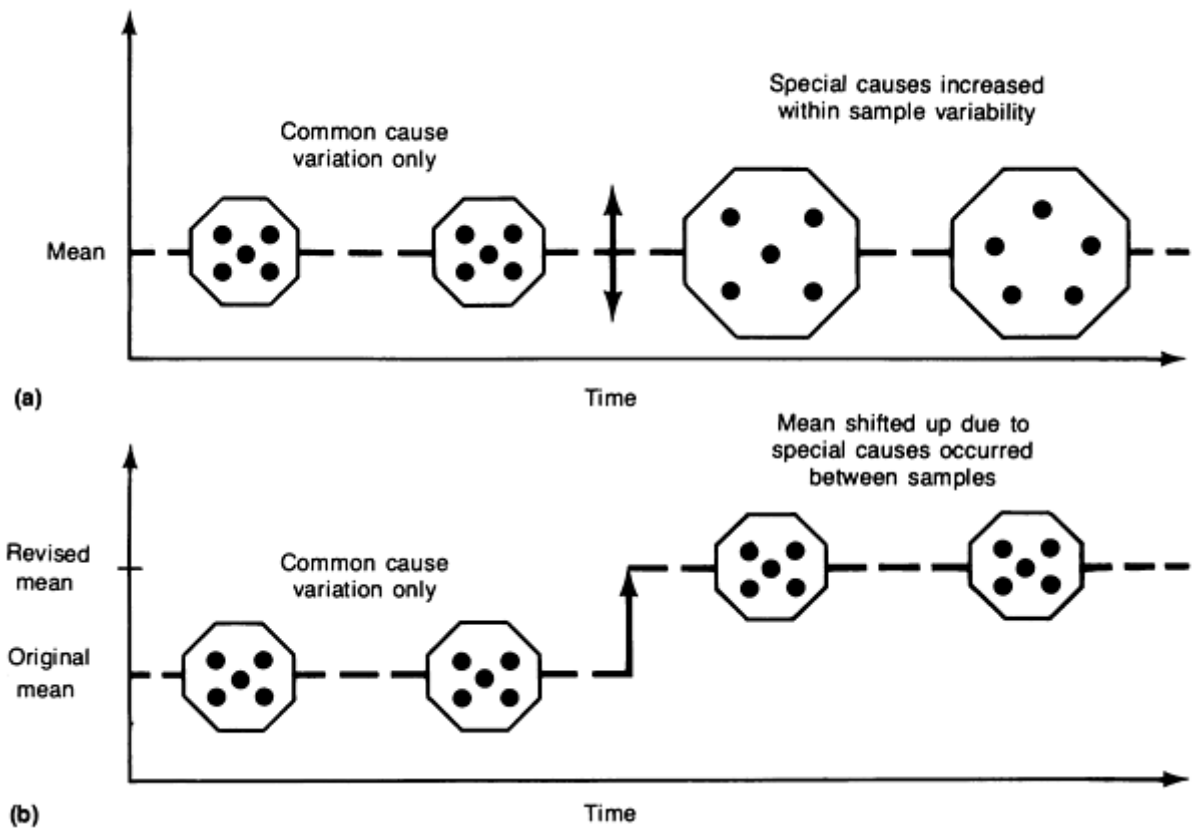 Special causes increased
within sample variability
Common cause
variation only
Mean
(a)
Time
Mean shifted up due to
special causes occurred
between samples
Revised
mean
Common cause
variation only
Original
mean
(b)
Time